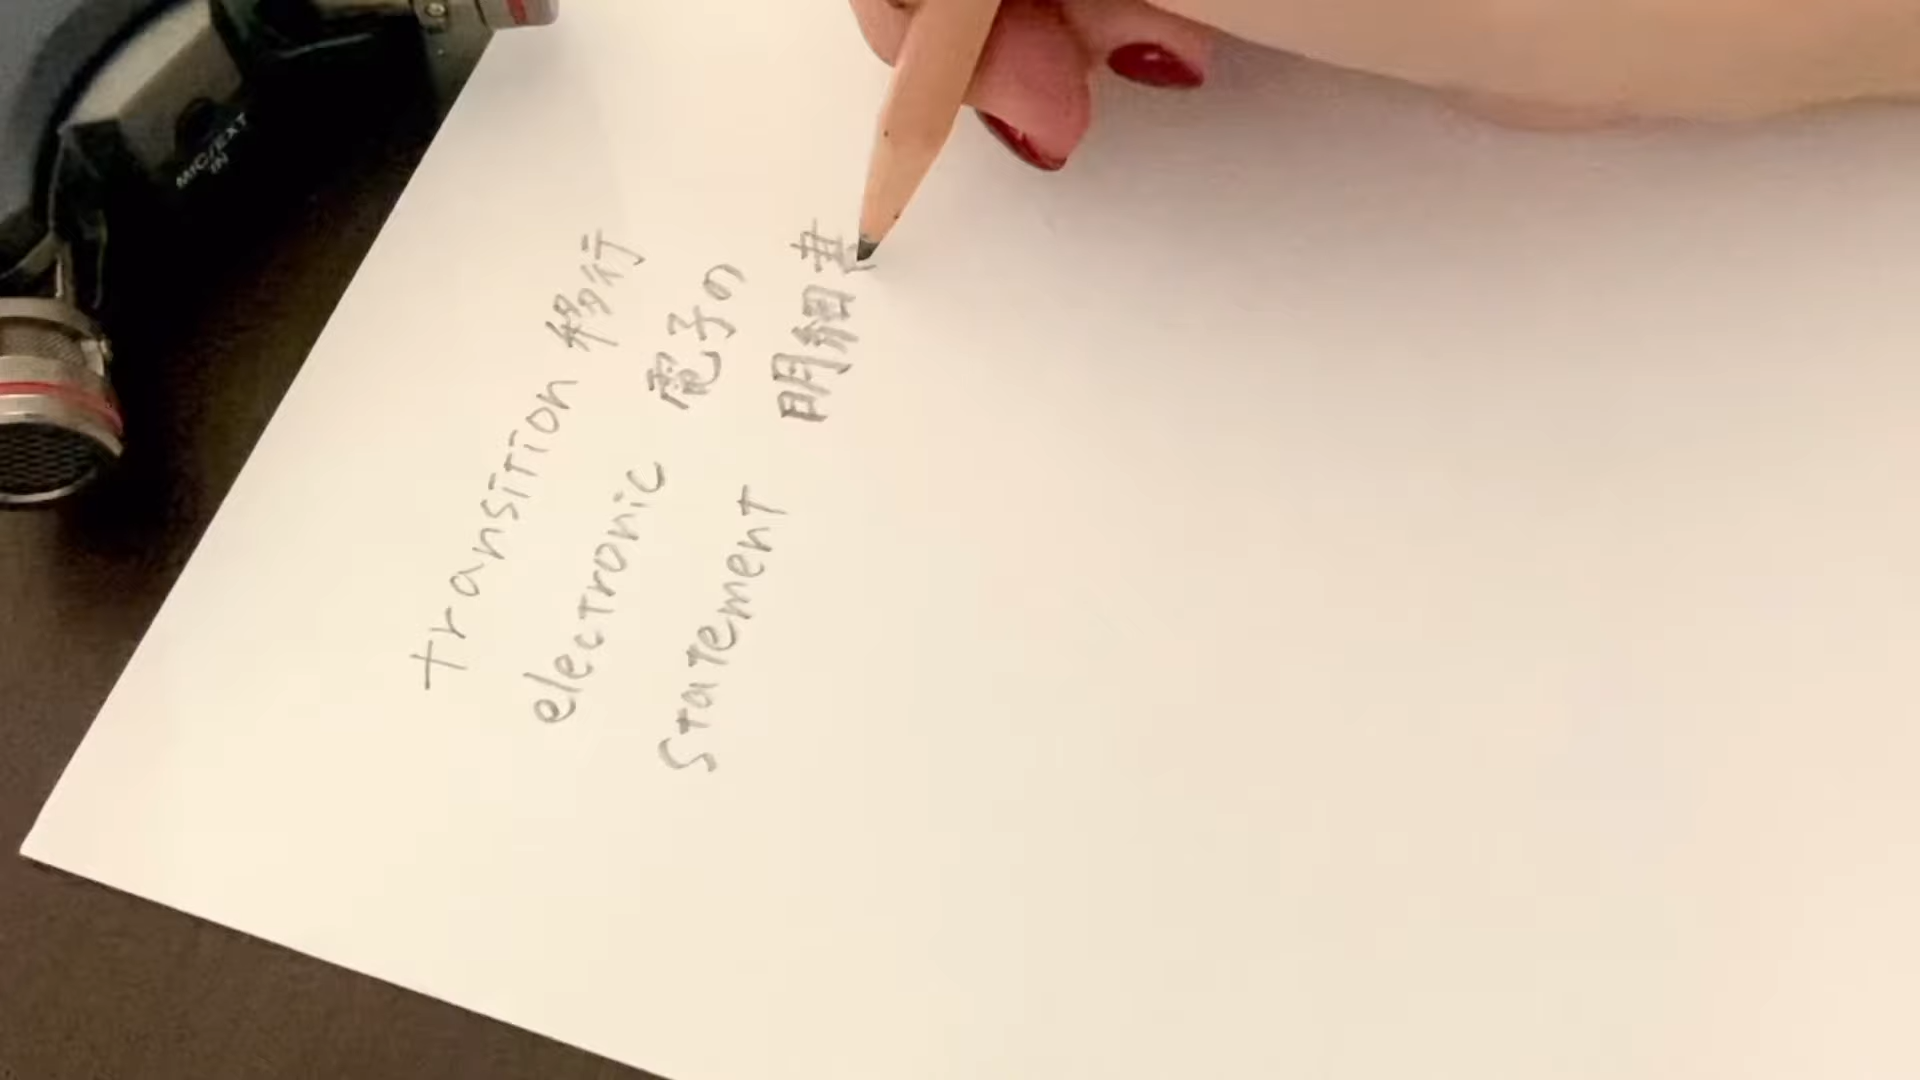 MIC/EXT
IN
transition 移行
electronic 電子の
statement 明細書